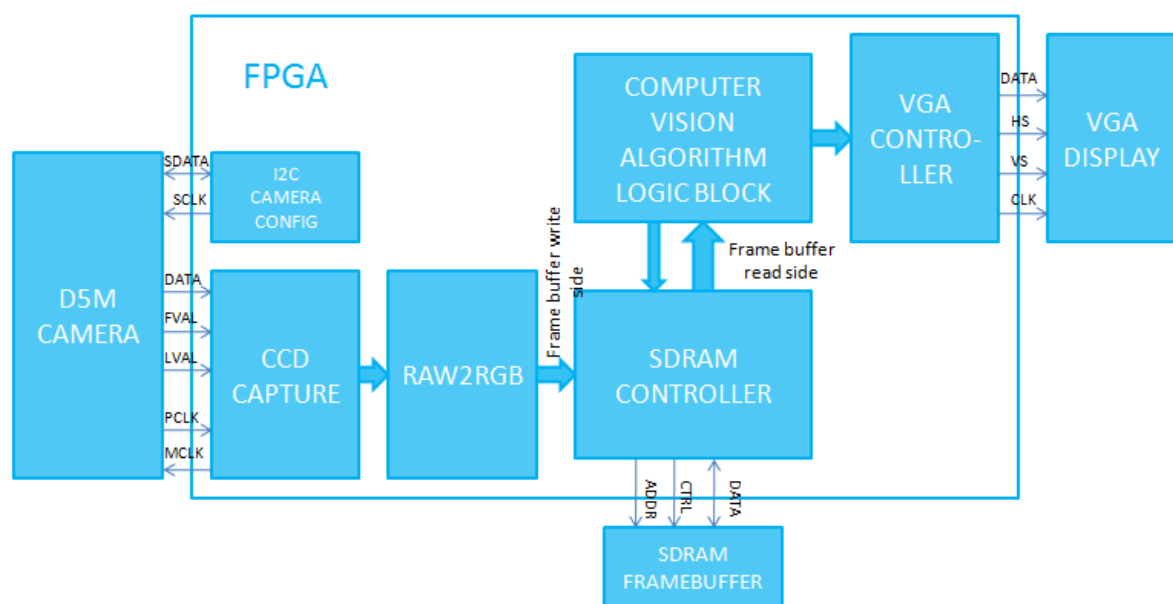 FPGA
D5M
CAMERA
SDATA
SCLK
I2C
CAMERA
CONFIG
DATA
FVAL
LVAL
PCLK
MCLK
CCD
CAPTURE
RAW2RGB
Frame buffer write
side
COMPUTER
VISION
ALGORITHM
LOGIC BLOCK
Frame buffer
read side
SDRAM
CONTROLLER
ADDR
CTRL
DATA
SDRAM
FRAMEBUFFER
VGA
CONTRO-
LLER
DATA
HS
VS
CLK
VGA
DISPLAY